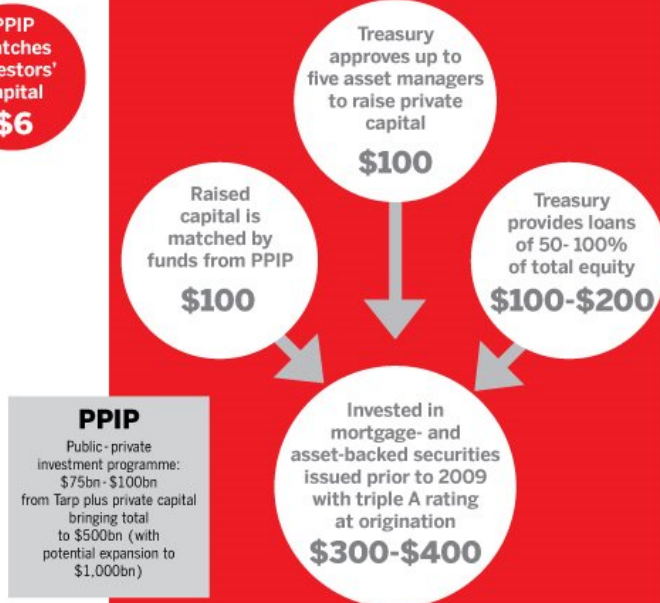 $6
Treasury
approves up to
five asset managers
to raise private
capital
$100
Raised
capital is
matched by
funds from PPIP
$100
Treasury
provides loans
of 50- 100%
of total equity
$100-$200
Invested in
mortgage- and
asset-backed securities
issued prior to 2009
with triple A rating
at origination
$300-$400
PPIP
Public-private
investment programme:
$75bn-$100bn
from Tarp plus private capital
bringing total
to $500bn (with
potential expansion to
$1,000bn)